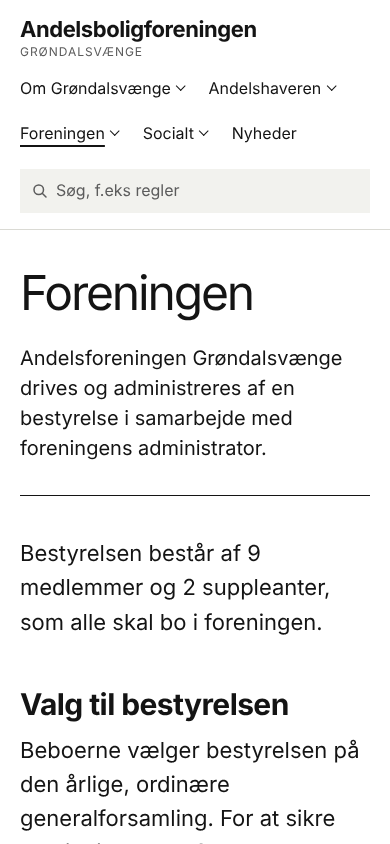 Andelsboligforeningen
GRØNDALSVÆNGE
Om Grøndalsvænge
Andelshaveren
Foreningen
Socialt
Nyheder
Søg, f.eks regler
Foreningen
Andelsforeningen Grøndalsvænge
drives og administreres af en
bestyrelse i samarbejde med
foreningens administrator.
Bestyrelsen består af 9
medlemmer og 2 suppleanter,
som alle skal bo i foreningen.
Valg til bestyrelsen
Beboerne vælger bestyrelsen på
den årlige, ordinære
generalforsamling. For at sikre